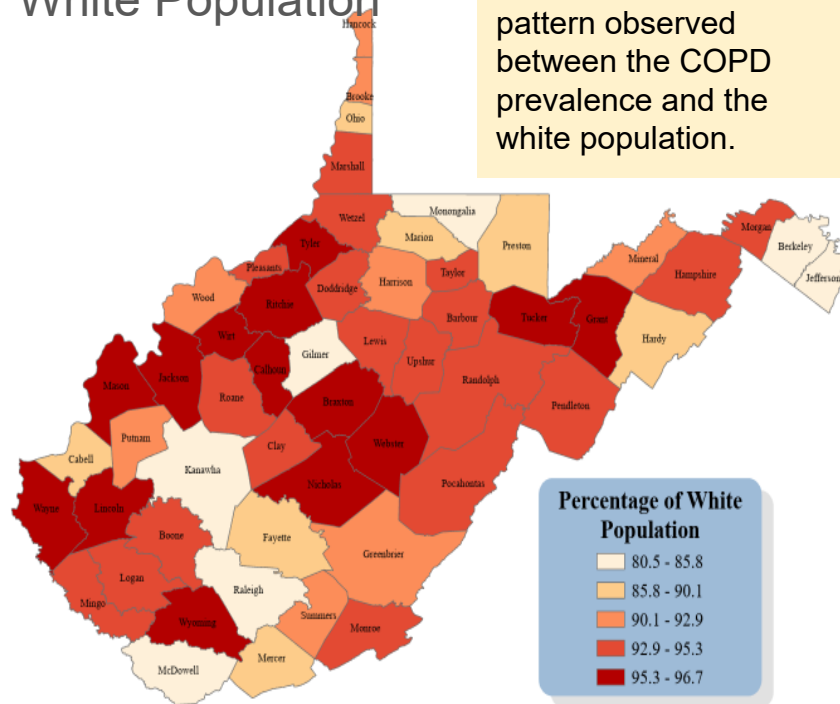 White Population
pattern observed
between the COPD
prevalence and the
white population.
Hancock
Brooke
Ohio
Marshall
Wetzel
Monongalia
Marion
Preston
Tyler
Pleasants
Doddridge
Harrison
Taylor
Wood
Ritchie
Barbour
Tucker
Grant
Mineral
Hampshire
Morgan
Berkeley
Jefferson
Hardy
Wirt
Gilmer
Lewis
Upshur
Randolph
Pendleton
Mason
Jackson
Calhoun
Roane
Braxton
Webster
Putnam
Cabell
Kanawha
Clay
Nicholas
Pocahontas
Wayne
Lincoln
Boone
Fayette
Greenbrier
Logan
Mingo
Raleigh
Wyoming
Summers
Monroe
McDowell
Mercer
Percentage of White
Population
80.5 - 85.8
85.8 - 90.1
90.1 - 92.9
92.9 - 95.3
95.3 - 96.7